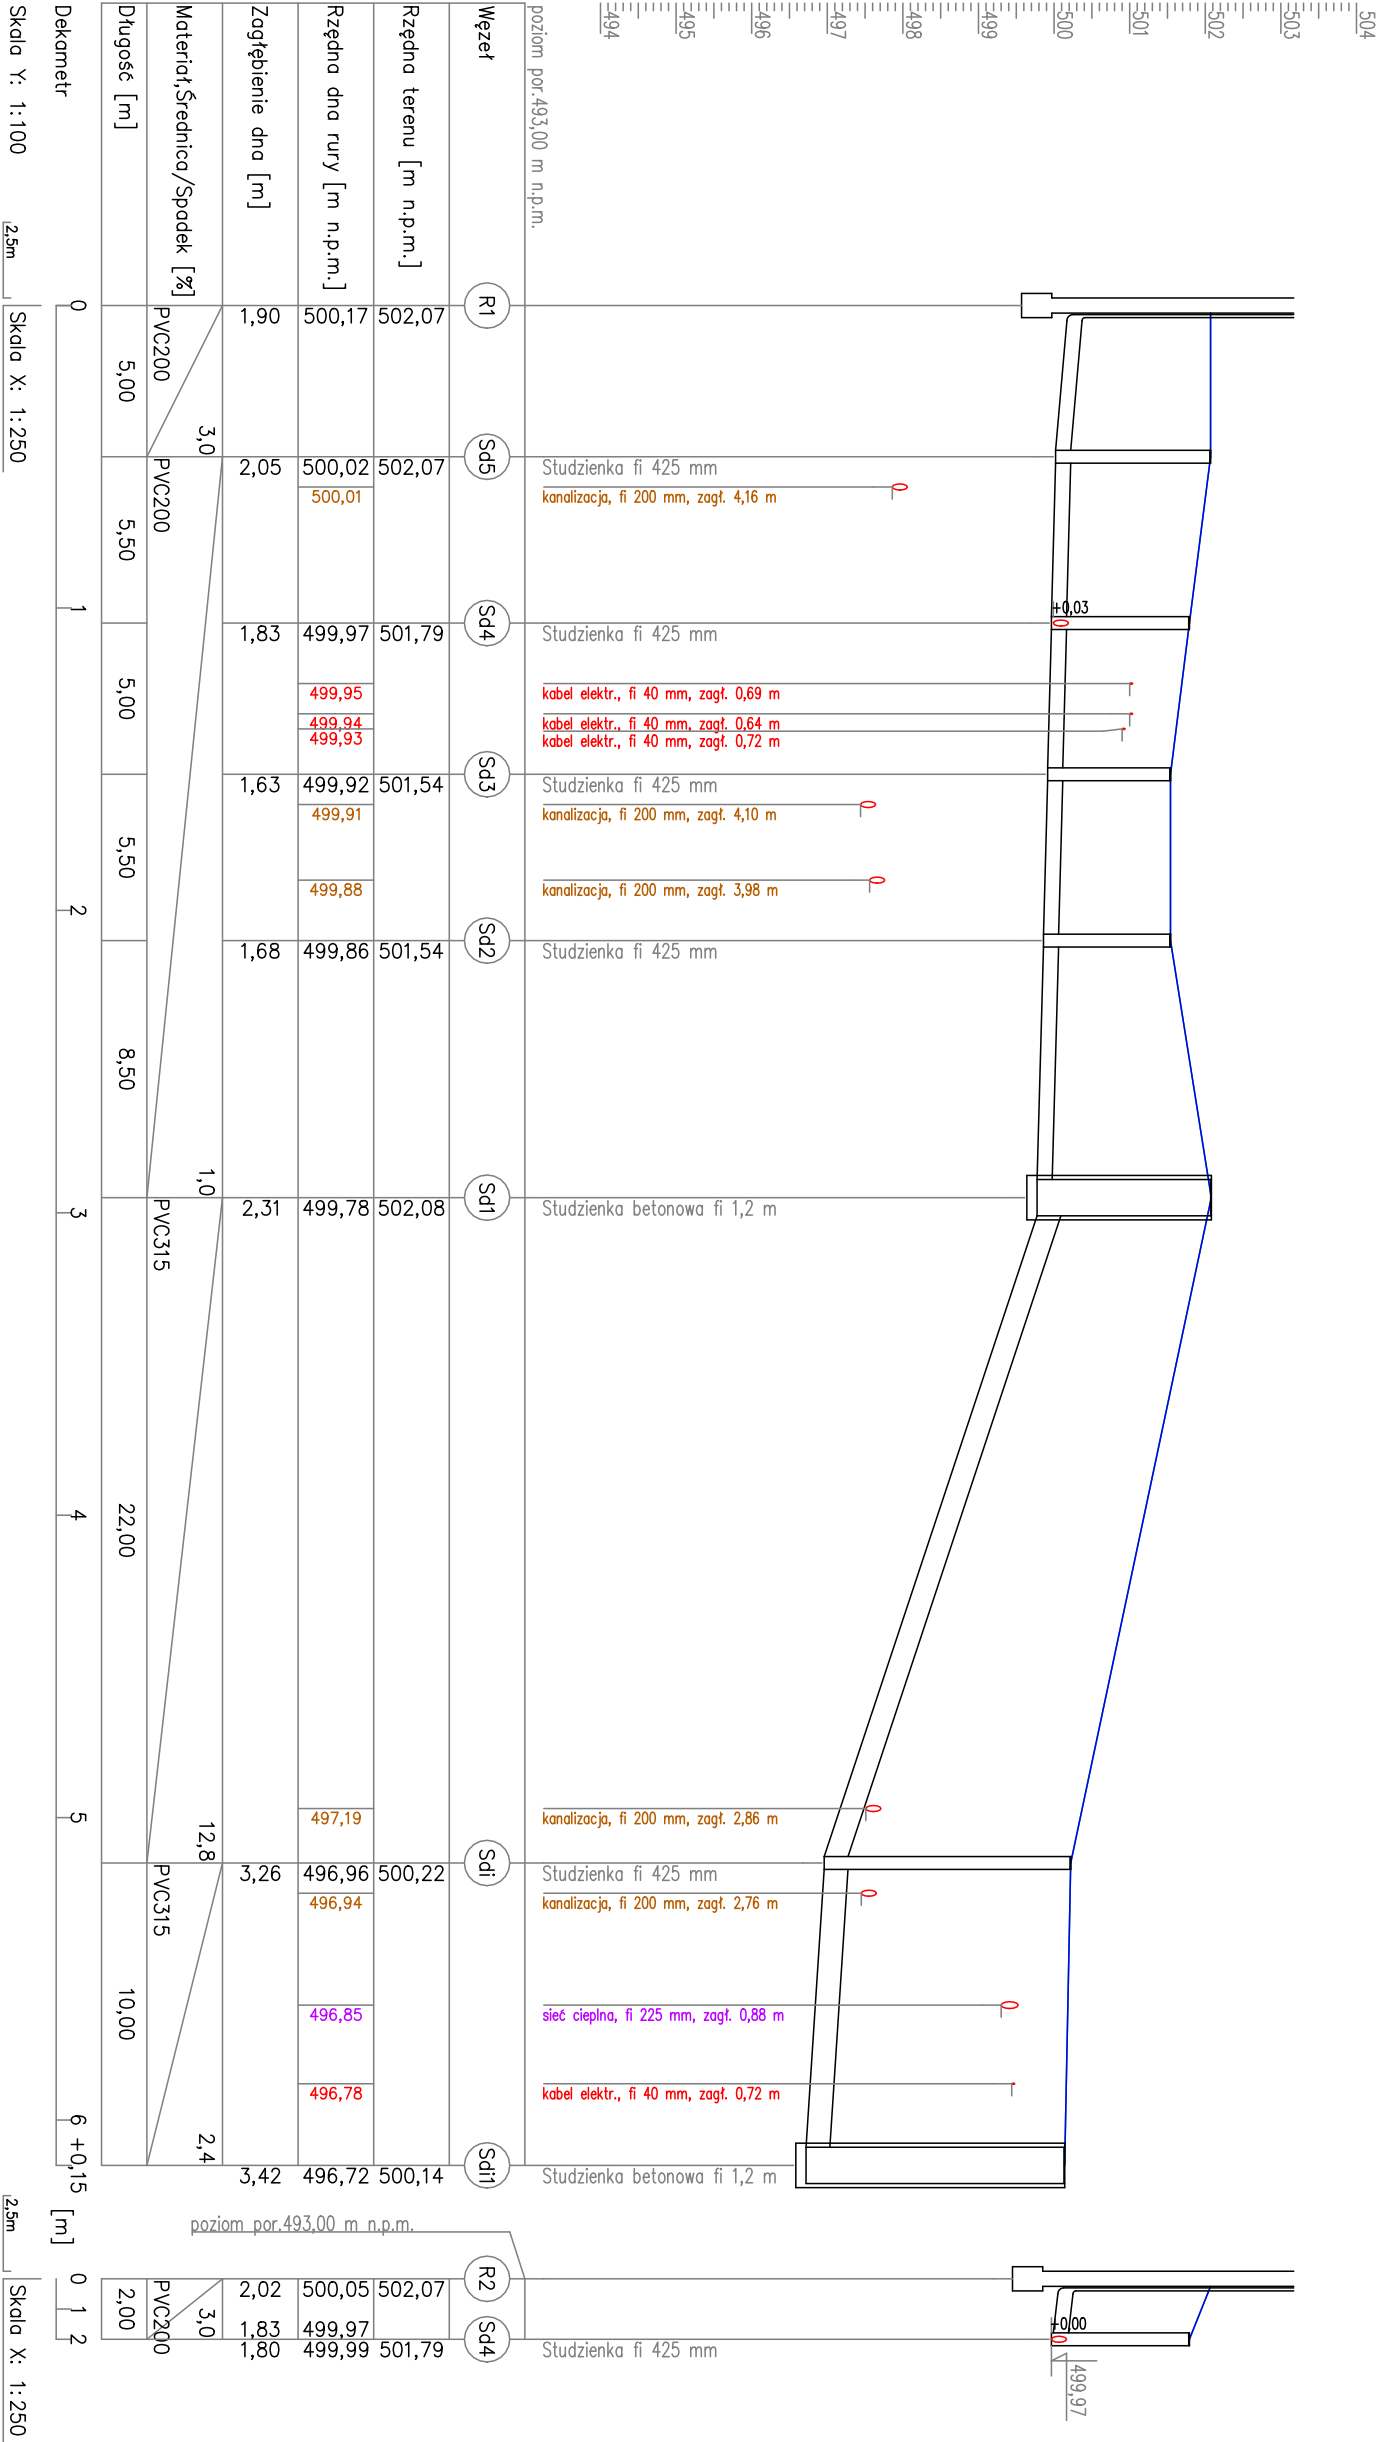 504
503
502
501
500
499
498
497
496
495
494
poziom por.493,00 m n.p.m.
Węzeł
R1
Sd5
Sd4
Sd3
Sd2
Sd1
Sdi
Sdi1
R2
Sd4
Studzienka fi 425 mm
kanalizacja, fi 200 mm, zagł. 4,16 m
Studzienka fi 425 mm
+0,03
kabel elektr., fi 40 mm, zagł. 0,69 m
kabel elektr., fi 40 mm, zagł. 0,64 m
kabel elektr., fi 40 mm, zagł. 0,72 m
Studzienka fi 425 mm
kanalizacja, fi 200 mm, zagł. 4,10 m
kanalizacja, fi 200 mm, zagł. 3,98 m
Studzienka fi 425 mm
Studzienka betonowa fi 1,2 m
kanalizacja, fi 200 mm, zagł. 2,86 m
Studzienka fi 425 mm
kanalizacja, fi 200 mm, zagł. 2,76 m
sieć cieplna, fi 225 mm, zagł. 0,88 m
kabel elektr., fi 40 mm, zagł. 0,72 m
Studzienka betonowa fi 1,2 m
poziom por.493,00 m n.p.m.
+0,00
Studzienka fi 425 mm
499,97
Rzędna terenu [m n.p.m.]
502,07
502,07
501,79
501,54
501,54
502,08
500,22
500,14
502,07
501,79
Rzędna dna rury [m n.p.m.]
500,17
500,02
500,01
499,97
499,95
499,94
499,93
499,92
499,91
499,88
499,86
499,78
497,19
496,96
496,94
496,85
496,78
496,72
500,05
499,97
499,99
Zagłębienie dna [m]
1,90
2,05
1,83
1,63
1,68
2,31
3,26
3,42
2,02
1,83
1,80
Materiał,Średnica/Spadek [%]
PVC200
3,0
PVC200
1,0
PVC315
12,8
PVC315
2,4
PVC200
3,0
Długość [m]
5,00
5,50
5,00
5,50
8,50
22,00
10,00
2,00
Dekametr
0
1
2
3
4
5
6
+0,15
[m]
0
1
2
Skala Y: 1:100
2,5m
Skala X: 1:250
2,5m
Skala X: 1:250